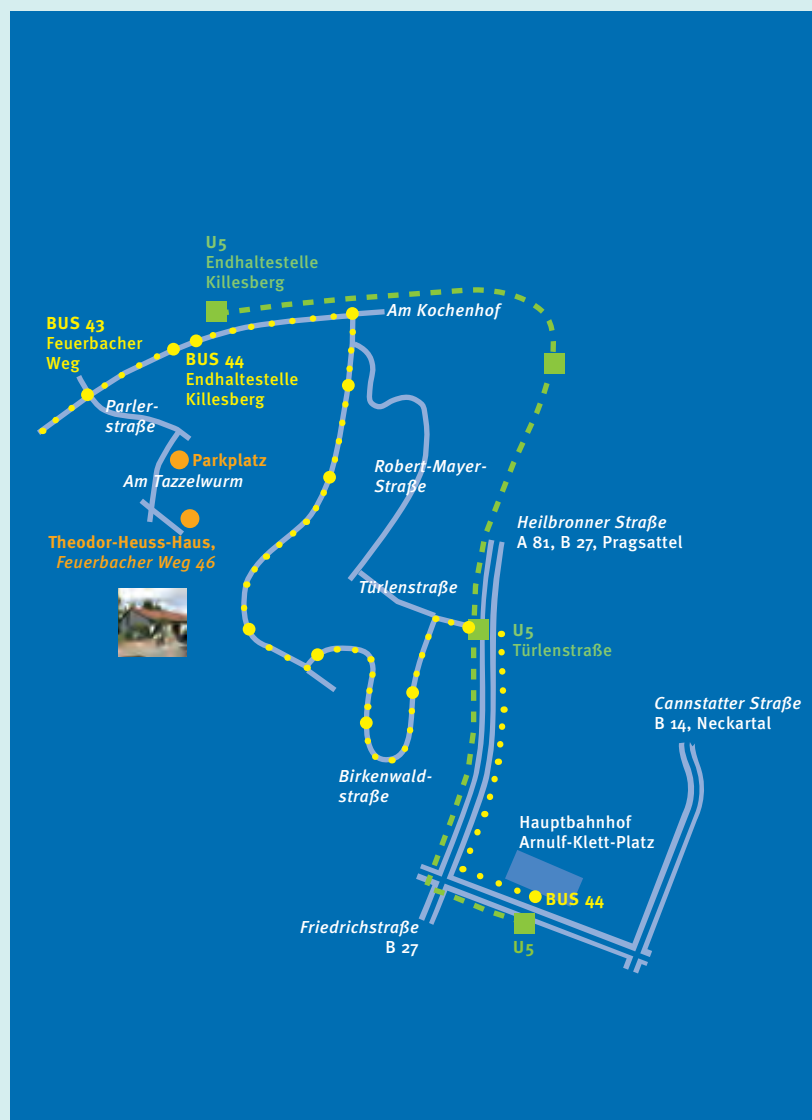 U5
Endhaltestelle
Killesberg
Am Kochenhof
BUS 43
Feuerbacher
Weg
BUS 44
Endhaltestelle
Killesberg
Parler-
straße
Parkplatz
Am Tazzelwurm
Robert-Mayer-
Straße
Heilbronner Straße
A 81, B 27, Pragsattel
Theodor-Heuss-Haus,
Feuerbacher Weg 46
Türlenstraße
U5
Türlenstraße
Cannstatter Straße
B 14, Neckartal
Birkenwald-
straße
Hauptbahnhof
Arnulf-Klett-Platz
BUS 44
Friedrichstraße
B 27
U5